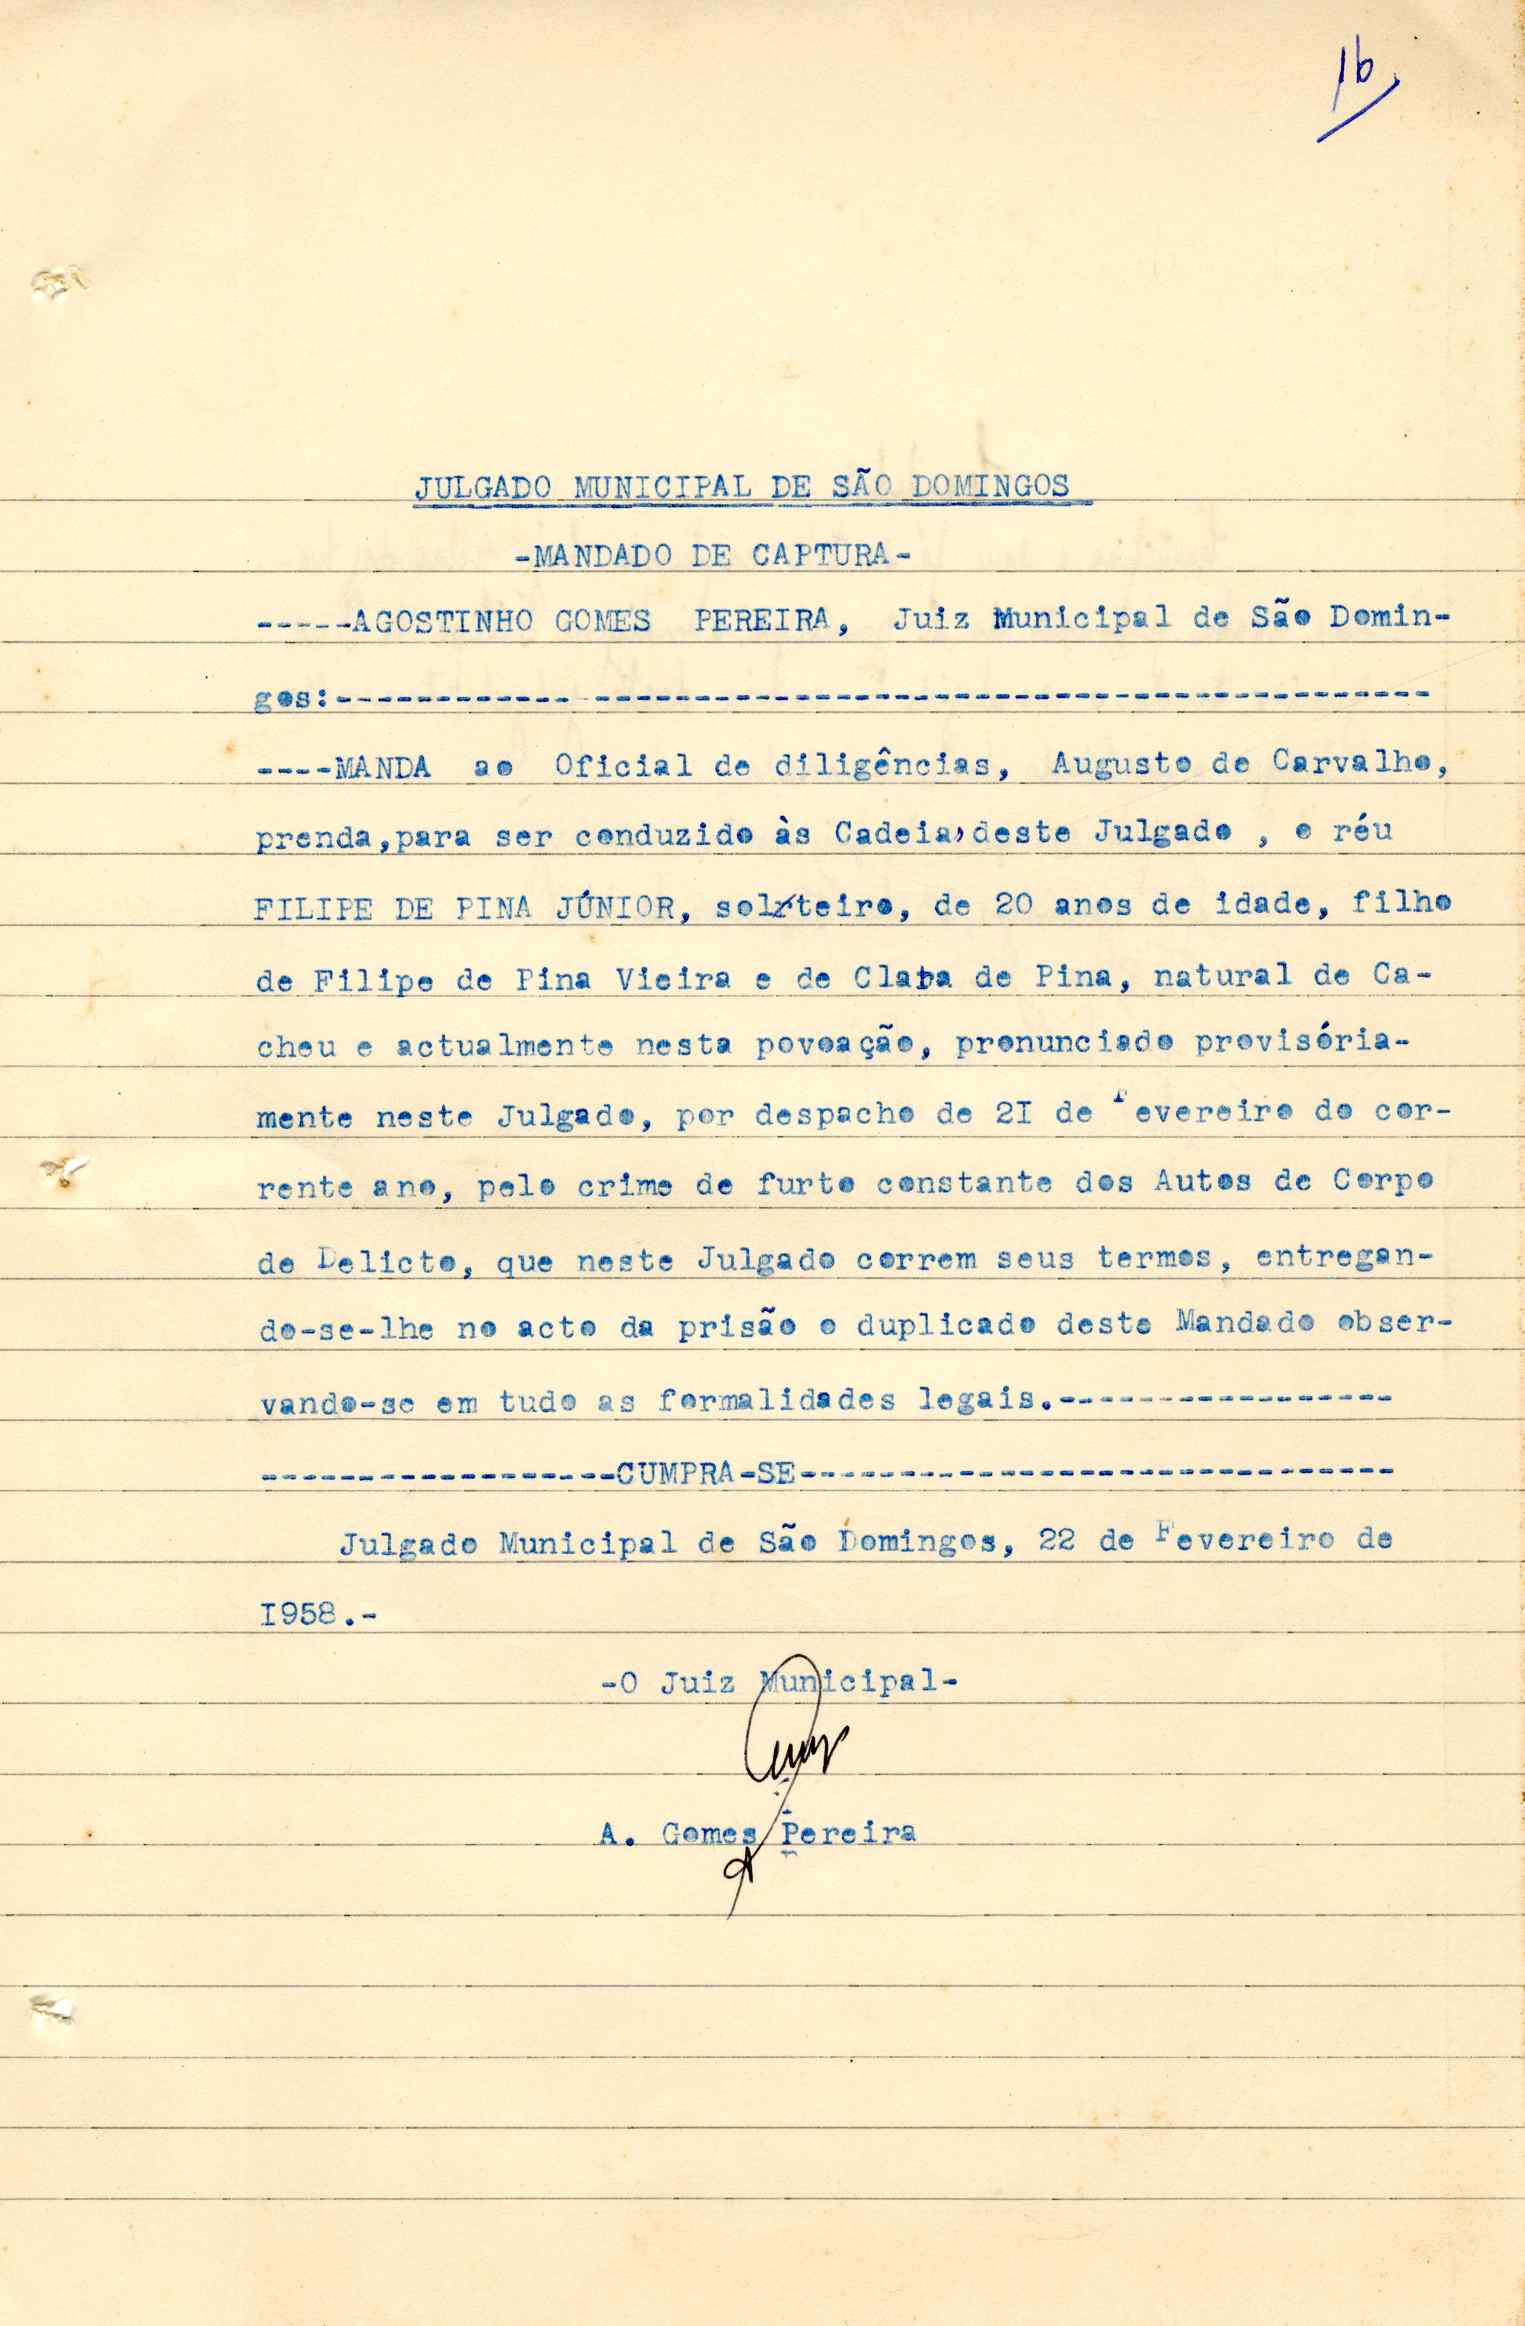 16
JULGADO MUNICIPAL DE SÃO DOMINGOS
-MANDADO DE CAPTURA-
-----AGOSTINHO GOMES PEREIRA, Juiz Municipal de São Domin-
gos:-------------------------------------------------------
----MANDA ao Oficial de diligências, Augusto de Carvalho,
prenda,para ser conduzido às Cadeia,deste Julgado , o réu
FILIPE DE PINA JÚNIOR, solteiro, de 20 anos de idade, filho
de Filipe de Pina Vieira e de Clara de Pina, natural de Ca-
cheu e actualmente nesta povoação, pronunciado provisória-
mente neste Julgado, por despacho de 2I de Fevereiro do cor-
rente ano, pelo crime de furto constante dos Autos de Corpo
de Delicto, que neste Julgado correm seus termos, entregan-
do-se-lhe no acto da prisão o duplicado deste Mandado obser-
vando-se em tudo as formalidades legais.-----------------
------------------CUMPRA-SE------------------------------
Julgado Municipal de São Domingos, 22 de Fevereiro de
I958.-
-O Juiz Municipal-
A. Gomes Pereira